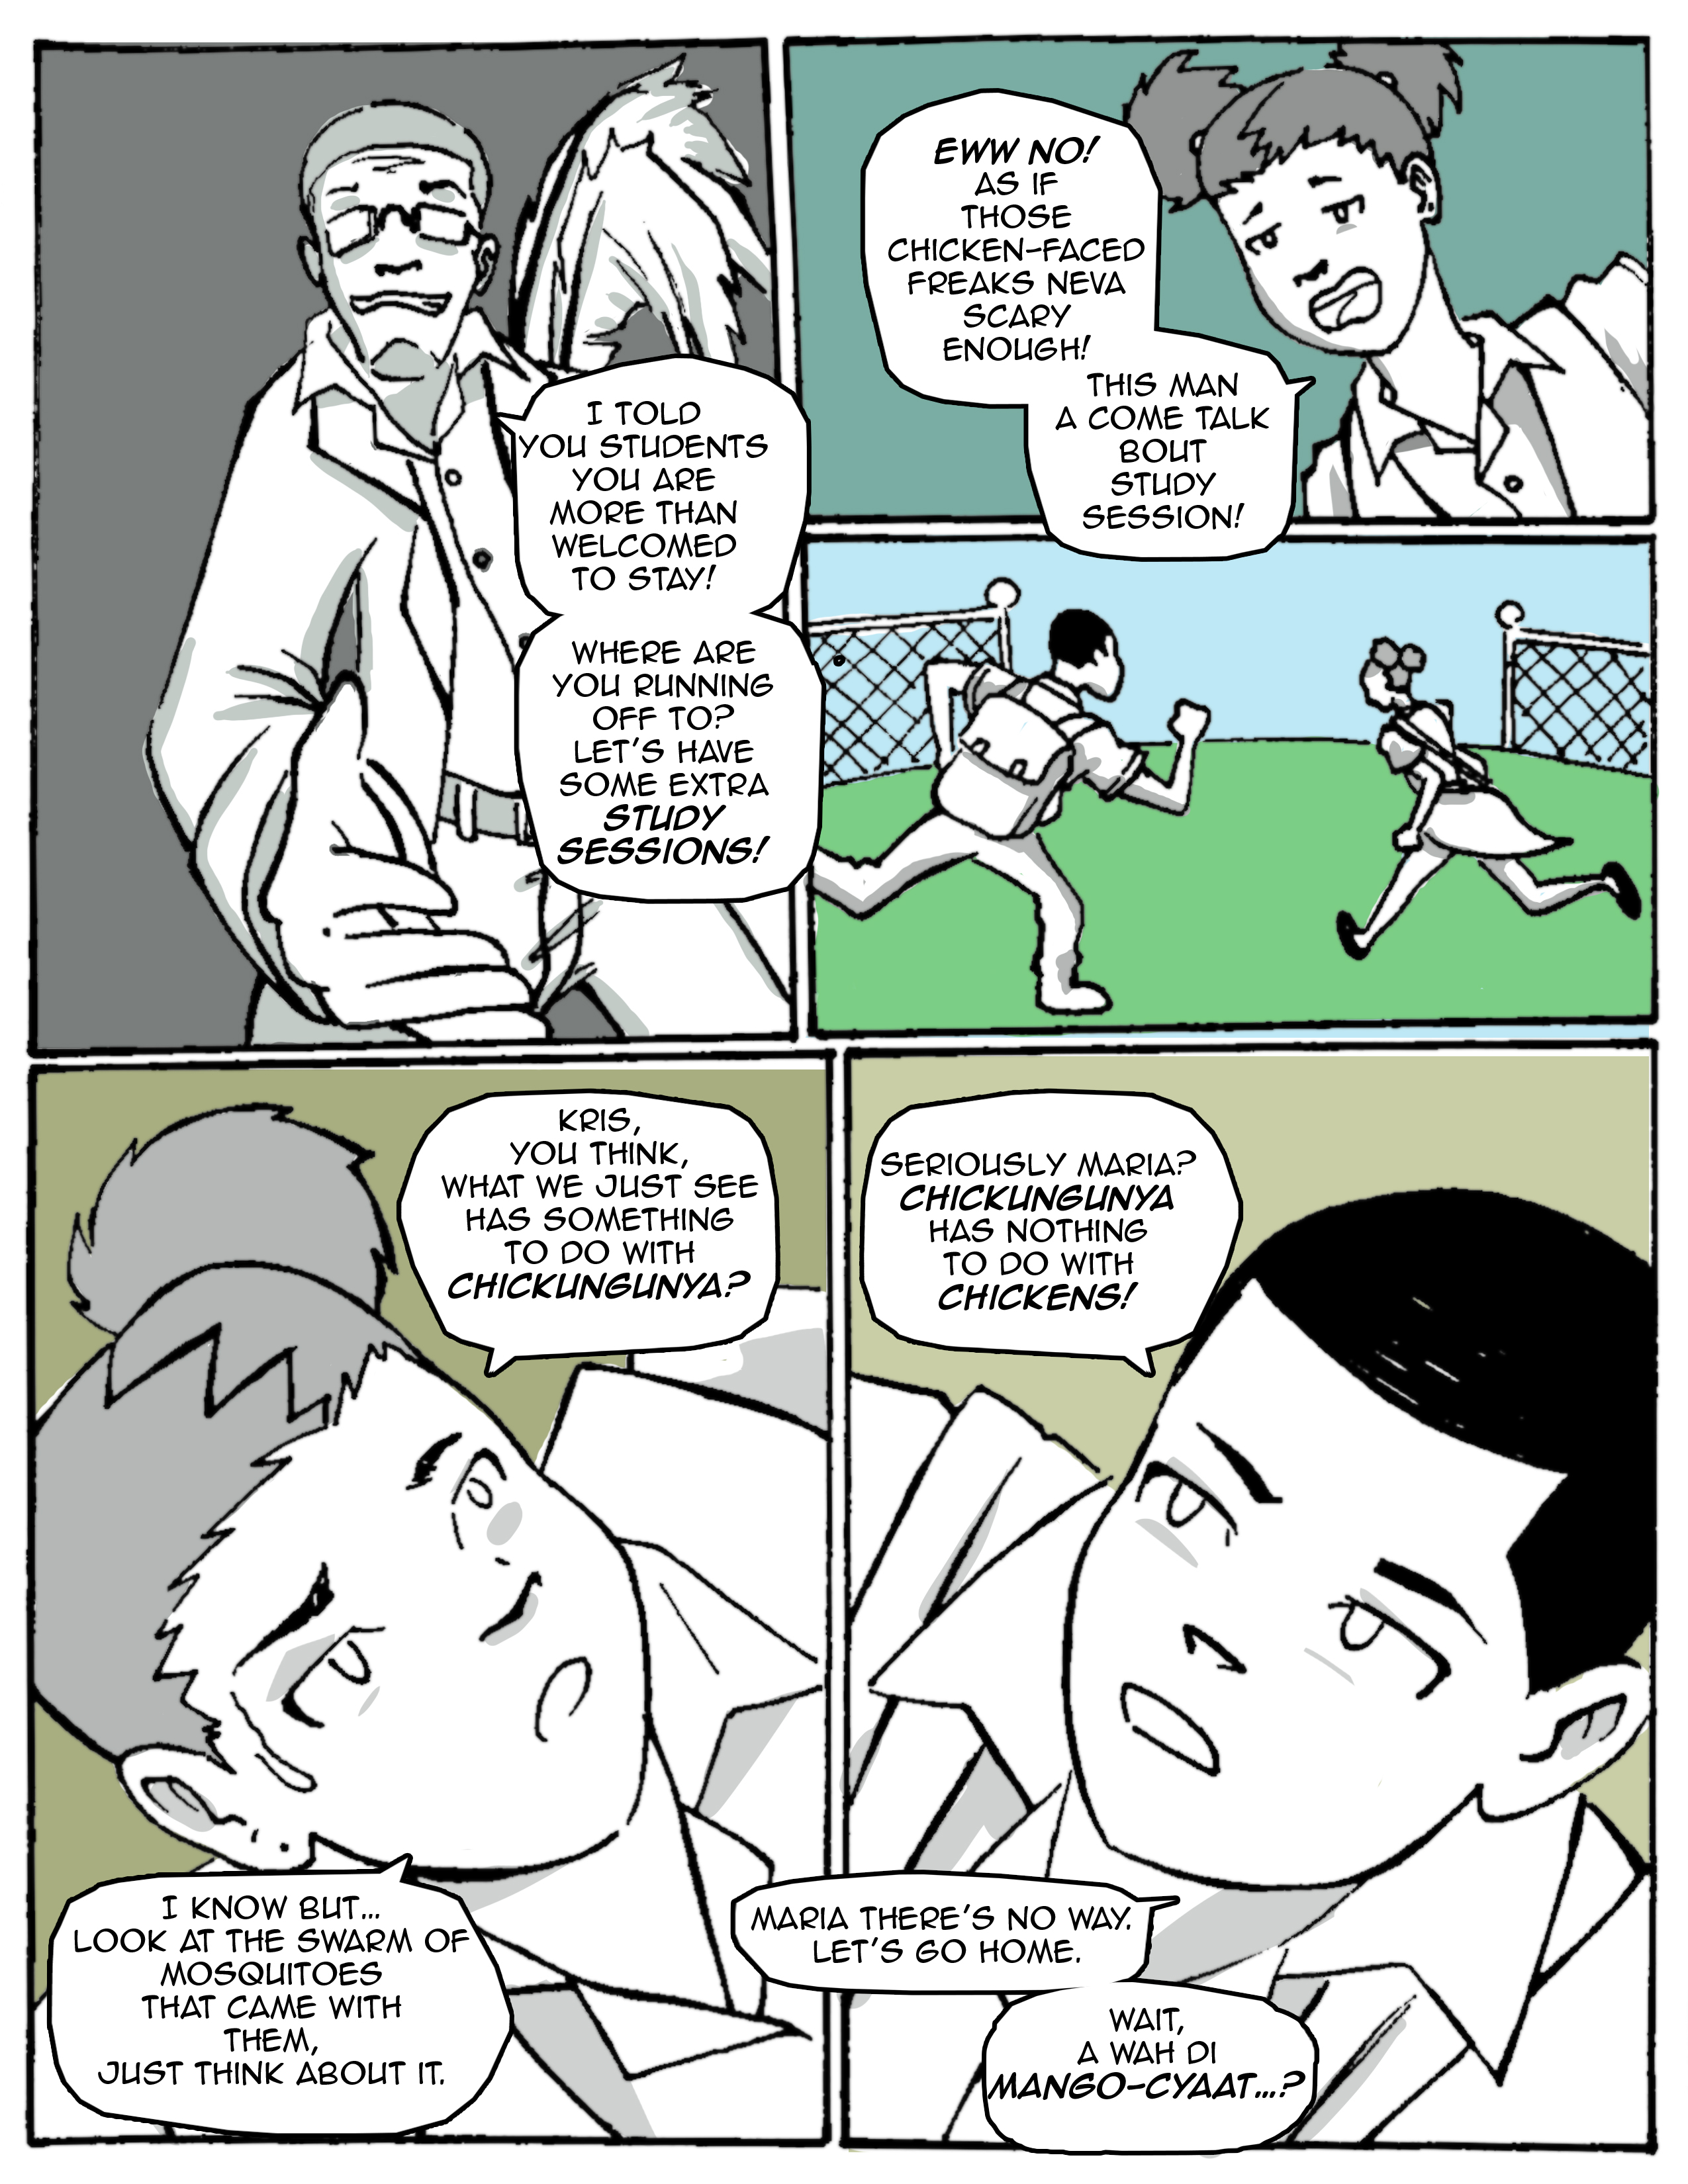 I TOLD
YOU STUDENTS
YOU ARE
MORE THAN
WELCOMED
TO STAY!
WHERE ARE
YOU RUNNING
OFF TO?
LET'S HAVE
SOME EXTRA
STUDY
SESSIONS!
EWW NO!
AS IF
THOSE
CHICKEN-FACED
FREAKS NEVA
SCARY
ENOUGH!
THIS MAN
A COME TALK
BOUT
STUDY
SESSION!
KRIS,
YOU THINK,
WHAT WE JUST SEE
HAS SOMETHING
TO DO WITH
CHICKUNGUNYA?
SERIOUSLY MARIA?
CHICKUNGUNYA
HAS NOTHING
TO DO WITH
CHICKENS!
I KNOW BUT...
LOOK AT THE SWARM OF
MOSQUITOES
THAT CAME WITH
THEM,
JUST THINK ABOUT IT.
MARIA THERE'S NO WAY.
LET'S GO HOME.
WAIT,
A WAH DI
MANGO-CYAAT...?